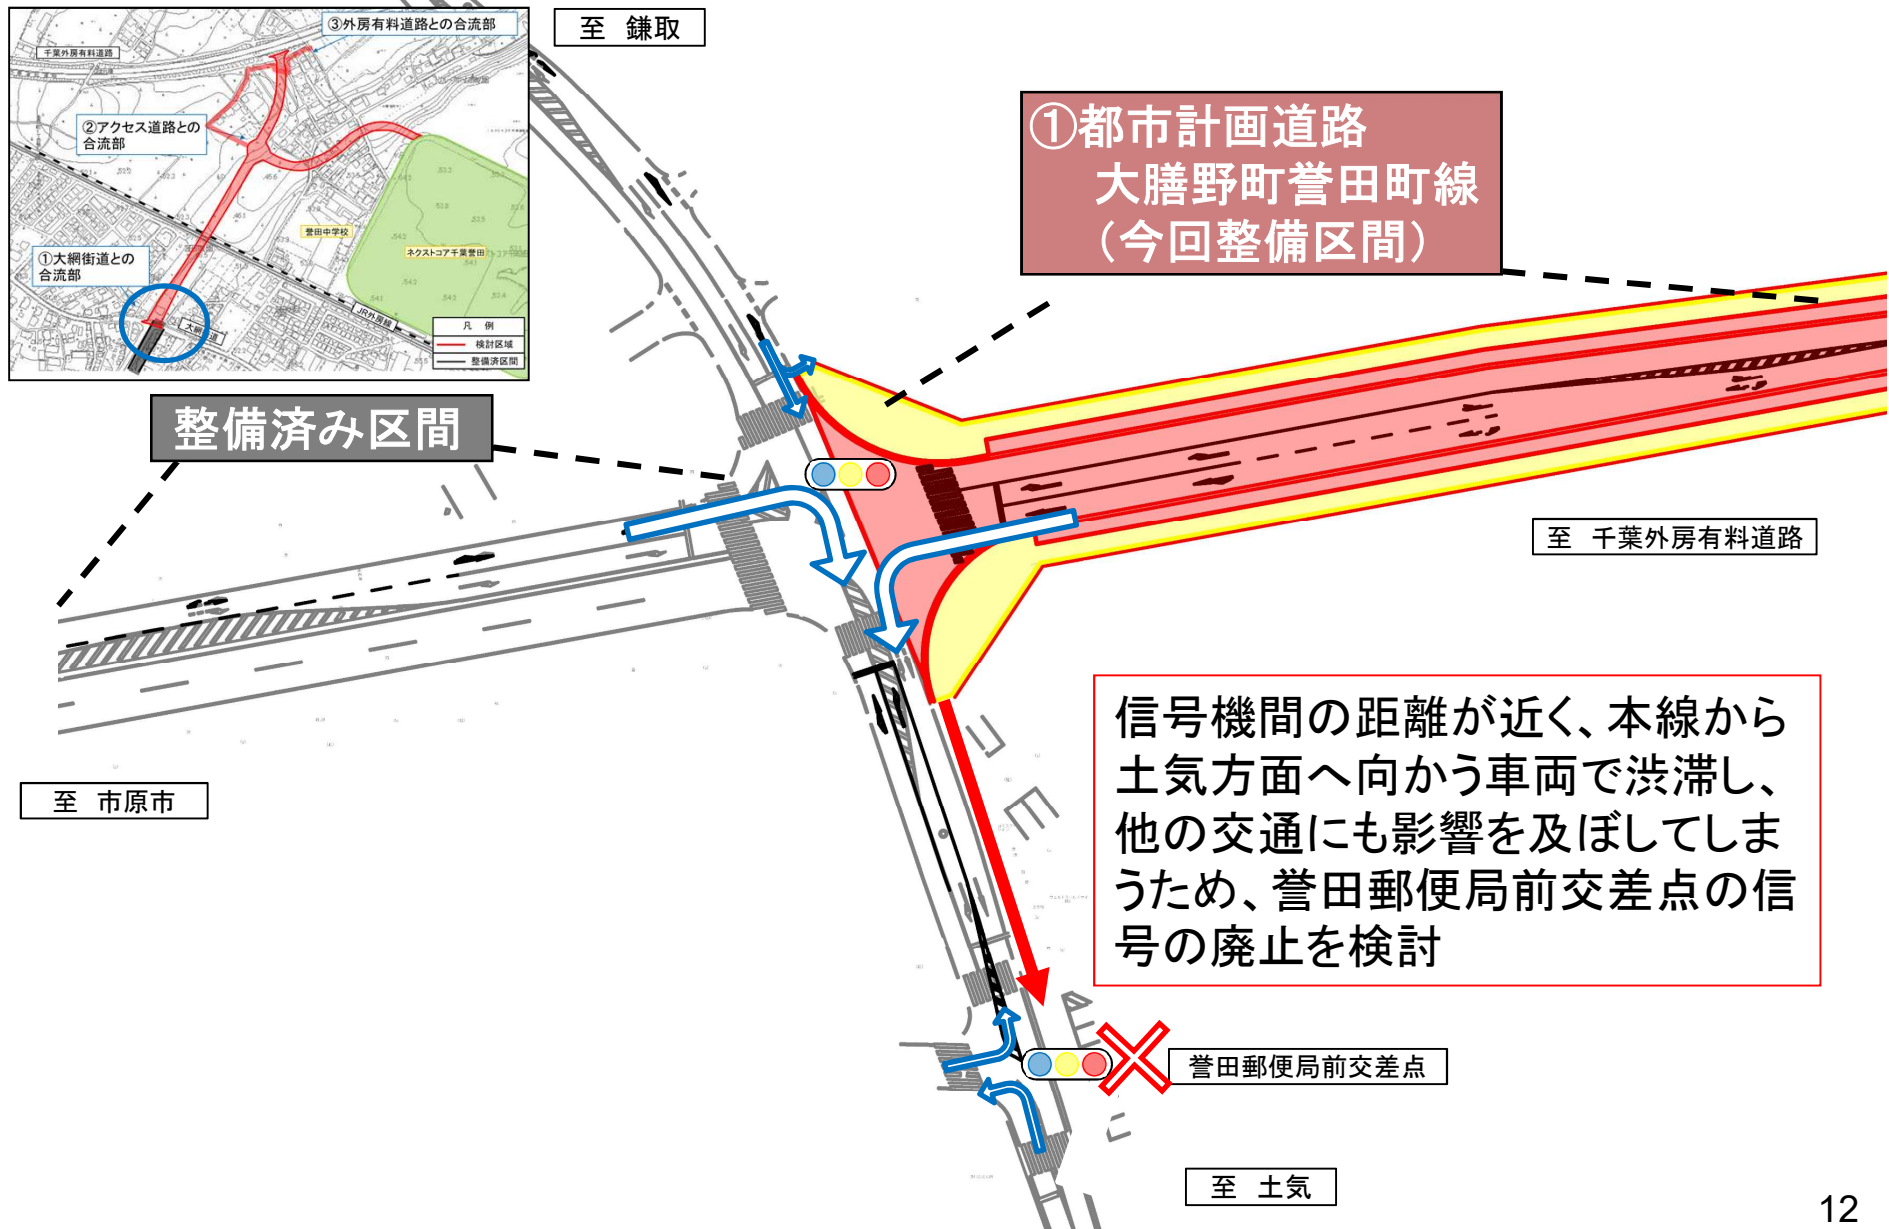 ③外房有料道路との合流部
千葉外房有料道路
②アクセス道路との
合流部
誉田中学校
ネクストコア千葉誉田
①大網街道との
合流部
JR外房線
凡 例
検討区域
整備済区間
至 鎌取
①都市計画道路
大膳野町誉田町線
(今回整備区間)
整備済み区間
至 千葉外房有料道路
至 市原市
信号機間の距離が近く、本線から
土気方面へ向かう車両で渋滞し、
他の交通にも影響を及ぼしてしま
うため、誉田郵便局前交差点の信
号の廃止を検討
誉田郵便局前交差点
至 土気
12